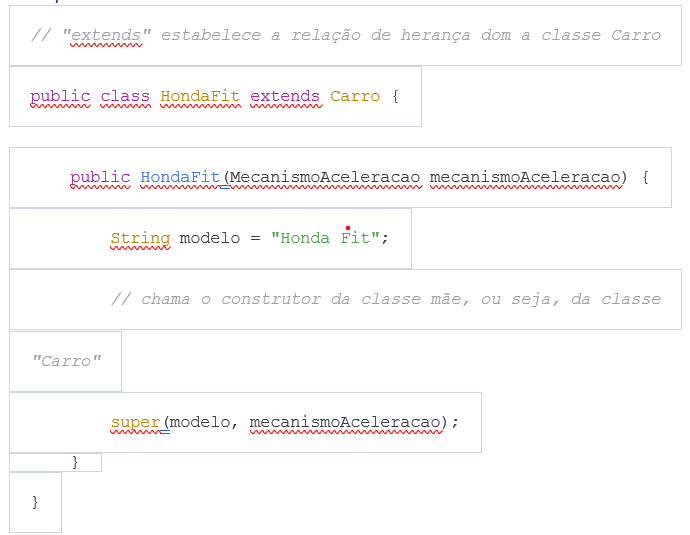 // "extends" estabelece a relação de herança dom a classe Carro
public class HondaFit extends Carro {
public HondaFit(MecanismoAceleracao mecanismoAceleracao) {
String modelo = "Honda Fit";
// chama o construtor da classe mãe, ou seja, da classe
"Carro"
super(modelo, mecanismoAceleracao);
}
}